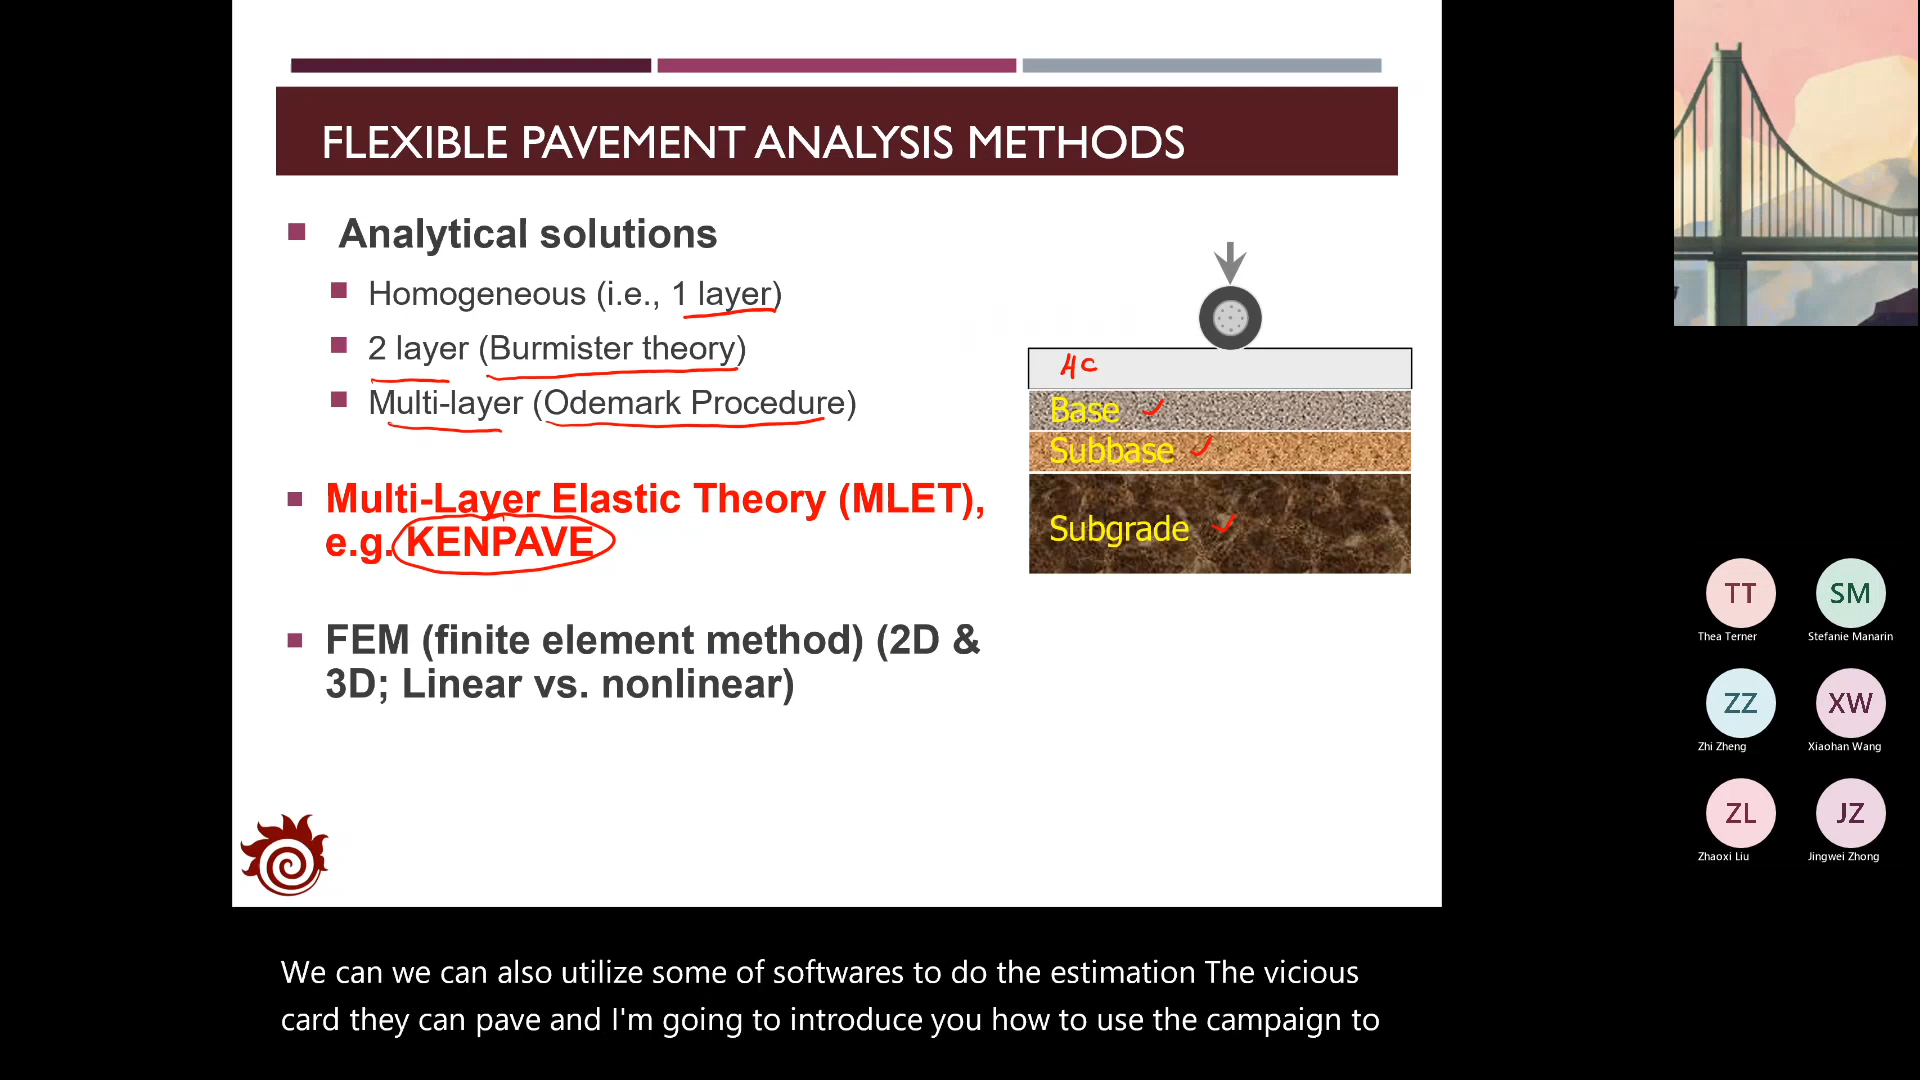 FLEXIBLE PAVEMENT ANALYSIS METHODS
Analytical solutions
Homogeneous (i.e., 1 layer)
2 layer (Burmister theory)
Multi-layer (Odemark Procedure)
Multi-Layer Elastic Theory (MLET),
e.g. KENPAVE
FEM (finite element method) (2D &
3D; Linear vs. nonlinear)
AC
Base
Subbase
Subgrade
TT
Thea Terner
SM
Stefanie Manarin
ZZ
Zhi Zheng
XW
Xiaohan Wang
ZL
Zhaoxi Liu
JZ
Jingwei Zhong
We can we can also utilize some of softwares to do the estimation The vicious
card they can pave and I'm going to introduce you how to use the campaign to